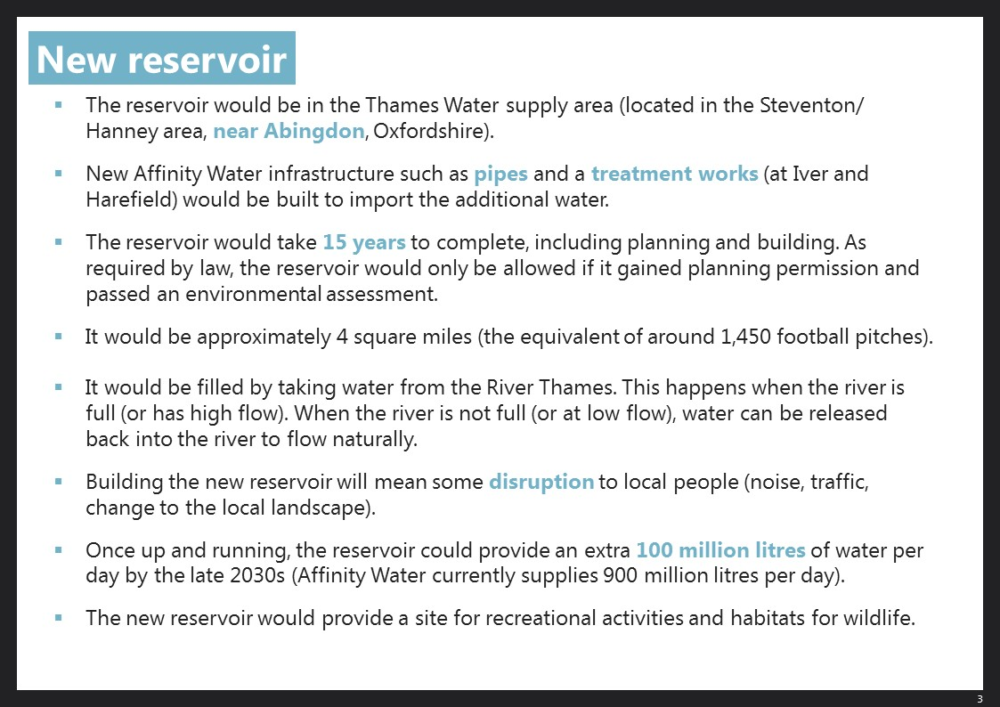 New reservoir
▪ The reservoir would be in the Thames Water supply area (located in the Steventon/
Hanney area, near Abingdon, Oxfordshire).
▪ New Affinity Water infrastructure such as pipes and a treatment works (at Iver and
Harefield) would be built to import the additional water.
▪ The reservoir would take 15 years to complete, including planning and building. As
required by law, the reservoir would only be allowed if it gained planning permission and
passed an environmental assessment.
▪ It would be approximately 4 square miles (the equivalent of around 1,450 football pitches).
▪ It would be filled by taking water from the River Thames. This happens when the river is
full (or has high flow). When the river is not full (or at low flow), water can be released
back into the river to flow naturally.
▪ Building the new reservoir will mean some disruption to local people (noise, traffic,
change to the local landscape).
▪ Once up and running, the reservoir could provide an extra 100 million litres of water per
day by the late 2030s (Affinity Water currently supplies 900 million litres per day).
▪ The new reservoir would provide a site for recreational activities and habitats for wildlife.
3